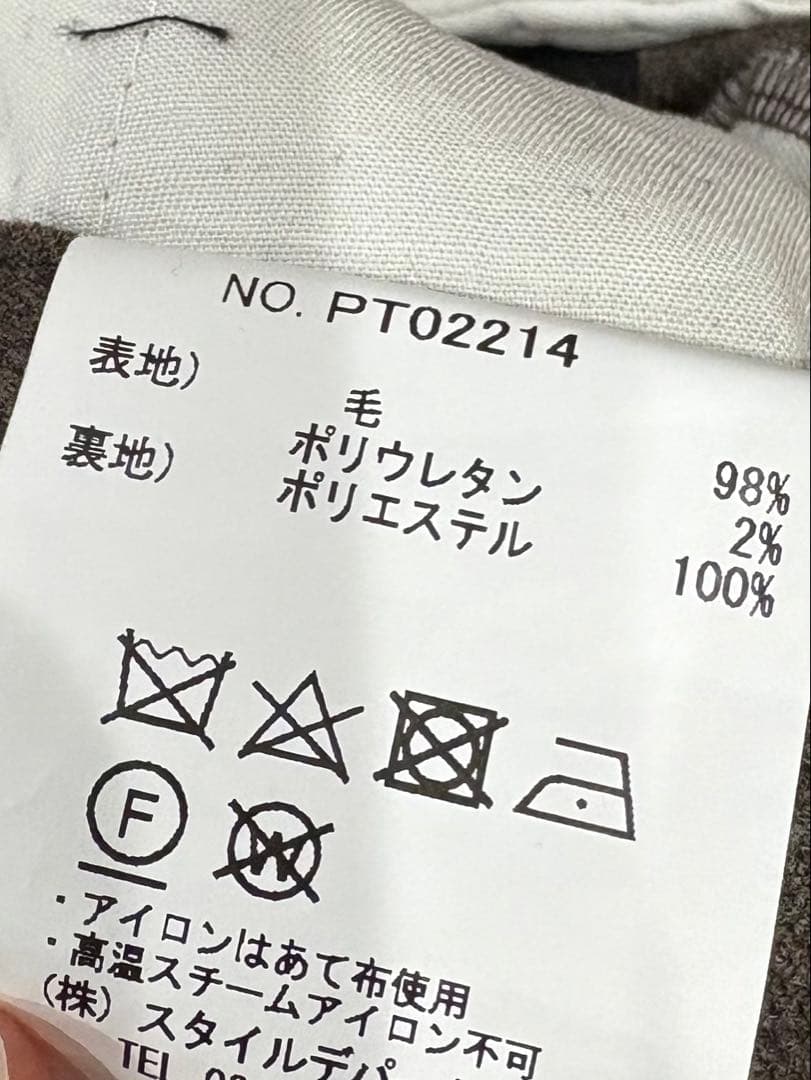 NO. PT02214
表地)
毛 98%
ポリウレタン 2%
裏地) ポリエステル 100%
F
W
・アイロンはあて布使用
・高温スチームアイロン不可
(株) スタイルデパ
TEL